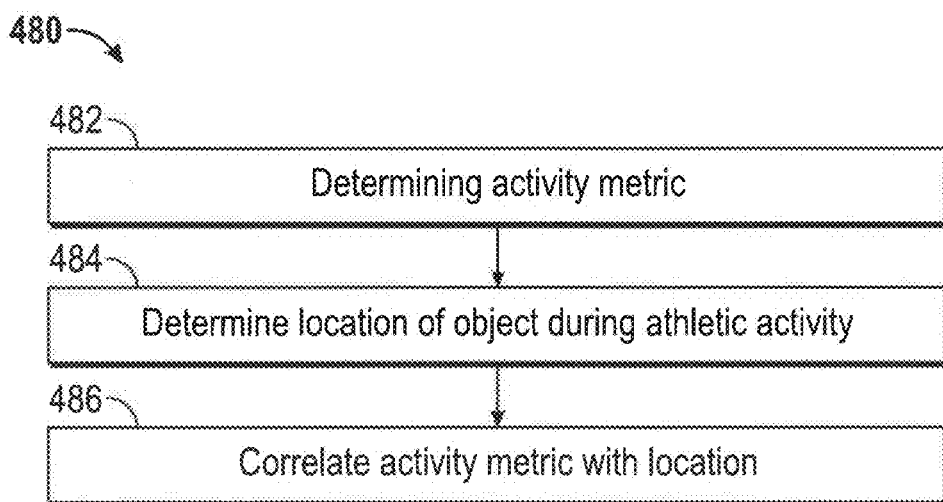 480
482
Determining activity metric
484
Determine location of object during athletic activity
486
Correlate activity metric with location